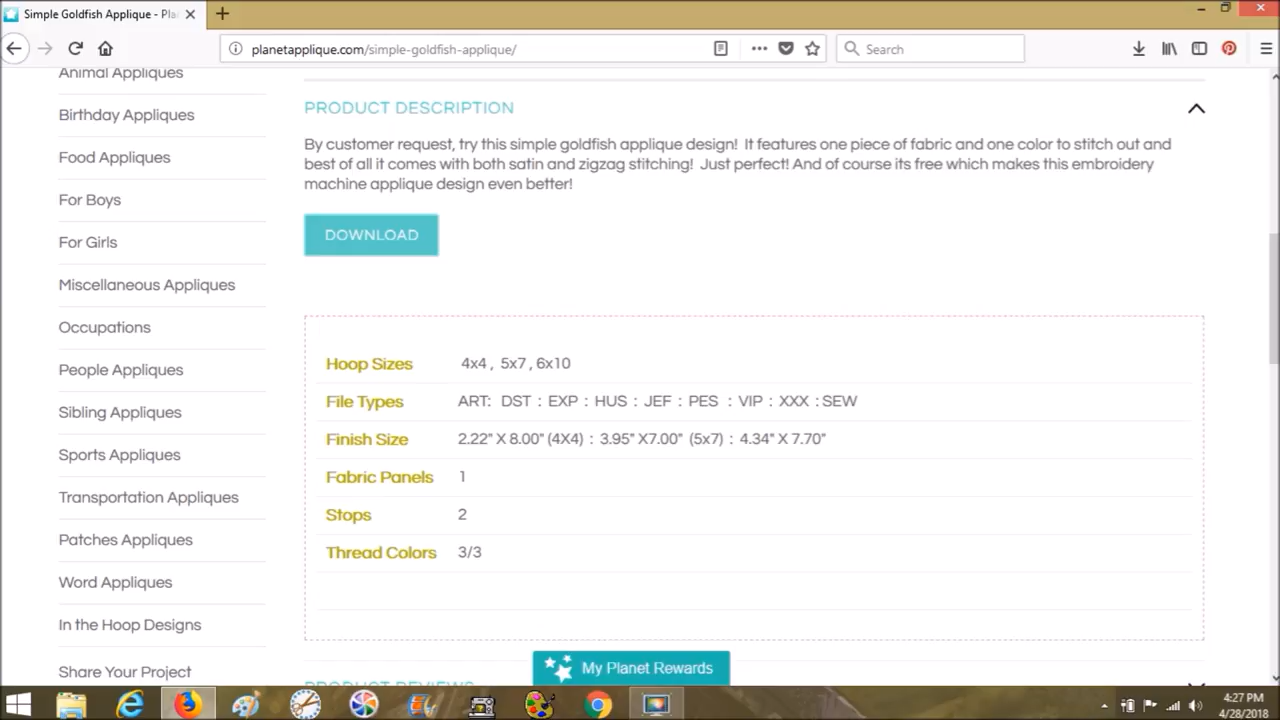 Simple Goldfish Applique - Pla
planetapplique.com/simple-goldfish-applique/
Search
Animal Appliques
Birthday Appliques
Food Appliques
For Boys
For Girls
Miscellaneous Appliques
Occupations
People Appliques
Sibling Appliques
Sports Appliques
Transportation Appliques
Patches Appliques
Word Appliques
In the Hoop Designs
Share Your Project
PRODUCT DESCRIPTION
By customer request, try this simple goldfish applique design! It features one piece of fabric and one color to stitch out and
best of all it comes with both satin and zigzag stitching! Just perfect! And of course its free which makes this embroidery
machine applique design even better!
DOWNLOAD
Hoop Sizes 4x4 , 5x7 , 6x10
File Types ART: DST : EXP : HUS : JEF : PES : VIP : XXX : SEW
Finish Size 2.22" X 8.00" (4X4) : 3.95" X7.00" (5x7) : 4.34" X 7.70"
Fabric Panels 1
Stops 2
Thread Colors 3/3
My Planet Rewards
PRODUCT REVIEWS
4:27 PM
4/28/2018